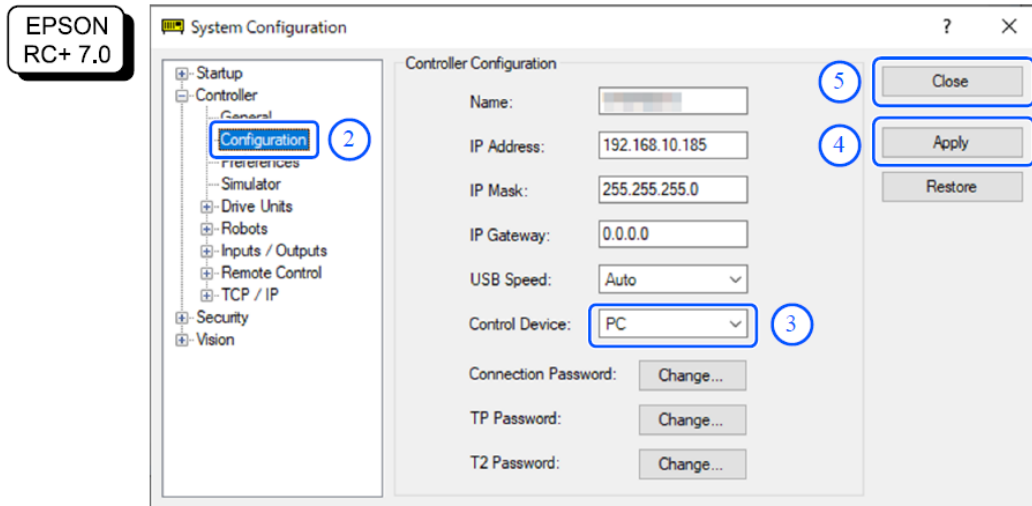 EPSON
RC+ 7.0
System Configuration
?
Startup
Controller
General
Configuration
Preferences
Simulator
Drive Units
Robots
Inputs / Outputs
Remote Control
TCP / IP
Security
Vision
2
Controller Configuration
Name:
IP Address: 192.168.10.185
IP Mask: 255.255.255.0
IP Gateway: 0.0.0.0
USB Speed: Auto
Control Device: PC
3
Connection Password: Change...
TP Password: Change...
T2 Password: Change...
5
Close
4
Apply
Restore